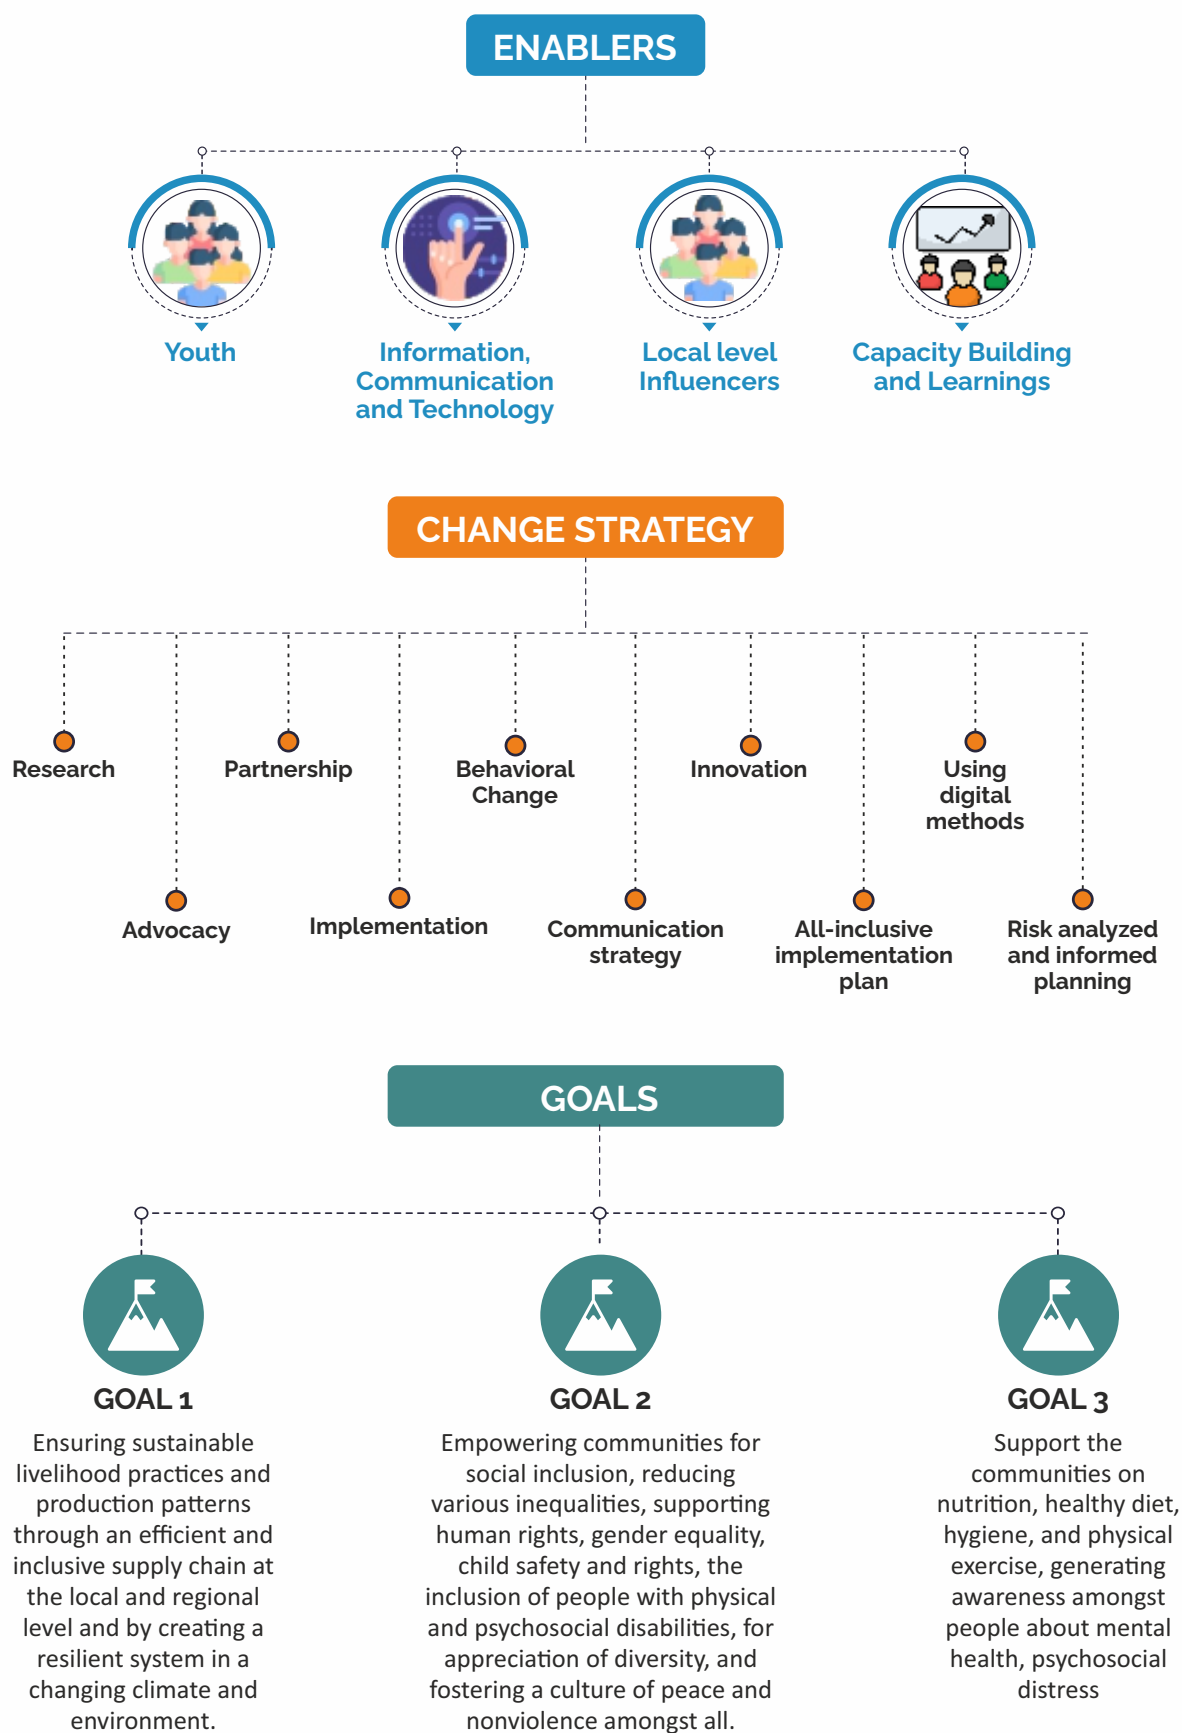 ENABLERS
Youth
Information,
Communication
and Technology
Local level
Influencers
Capacity Building
and Learnings
CHANGE STRATEGY
Research
Partnership
Behavioral
Change
Innovation
Using
digital
methods
Advocacy
Implementation
Communication
strategy
All-inclusive
implementation
plan
Risk analyzed
and informed
planning
GOALS
GOAL 1
Ensuring sustainable
livelihood practices and
production patterns
through an efficient and
inclusive supply chain at
the local and regional
level and by creating a
resilient system in a
changing climate and
environment.
GOAL 2
Empowering communities for
social inclusion, reducing
various inequalities, supporting
human rights, gender equality,
child safety and rights, the
inclusion of people with physical
and psychosocial disabilities, for
appreciation of diversity, and
fostering a culture of peace and
nonviolence amongst all.
GOAL 3
Support the
communities on
nutrition, healthy diet,
hygiene, and physical
exercise, generating
awareness amongst
people about mental
health, psychosocial
distress